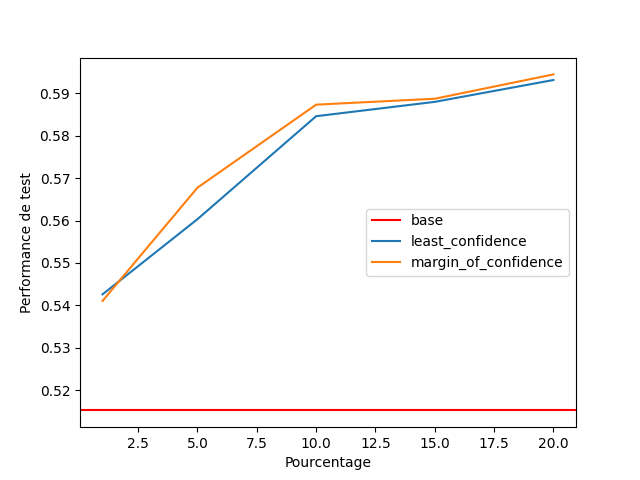 0.59
0.58
0.57
0.56
0.55
0.54
0.53
0.52
Performance de test
base
least_confidence
margin_of_confidence
2.5 5.0 7.5 10.0 12.5 15.0 17.5 20.0
Pourcentage